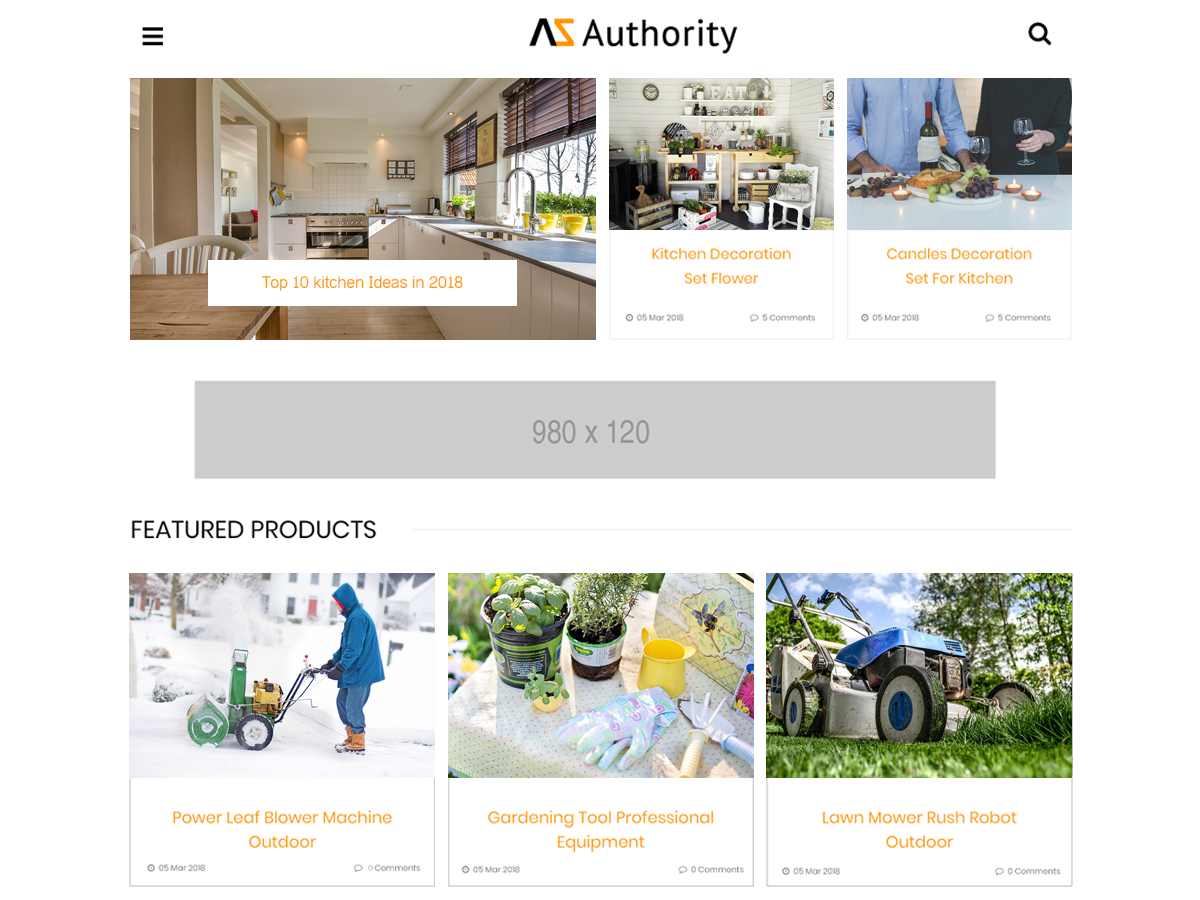 AS Authority
EAT
Top 10 kitchen Ideas in 2018
Kitchen Decoration
Set Flower
05 Mar 2018
5 Comments
Candles Decoration
Set For Kitchen
05 Mar 2018
5 Comments
980 x 120
FEATURED PRODUCTS
Power Leaf Blower Machine
Outdoor
05 Mar 2018
0 Comments
Gardening Tool Professional
Equipment
05 Mar 2018
0 Comments
Lawn Mower Rush Robot
Outdoor
05 Mar 2018
0 Comments